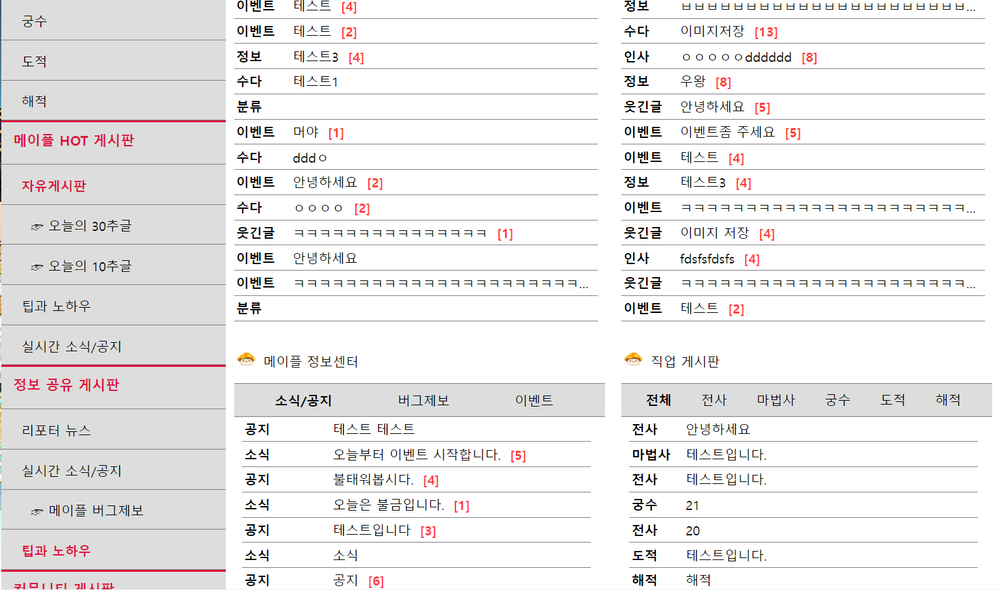 궁수
도적
해적
메이플 HOT 게시판
자유게시판
☞ 오늘의 30추글
☞ 오늘의 10추글
팁과 노하우
실시간 소식/공지
정보 공유 게시판
리포터 뉴스
실시간 소식/공지
☞ 메이플 버그제보
팁과 노하우
커뮤니티 게시판
이벤트 테스트 [4]
이벤트 테스트 [2]
정보 테스트3 [4]
수다 테스트1
분류
이벤트 머야 [1]
수다 dddㅇ
이벤트 안녕하세요 [2]
수다 ㅇㅇㅇㅇ [2]
웃긴글 ㅋㅋㅋㅋㅋㅋㅋㅋㅋㅋㅋㅋㅋㅋㅋ [1]
이벤트 안녕하세요
이벤트 ㅋㅋㅋㅋㅋㅋㅋㅋㅋㅋㅋㅋㅋㅋㅋㅋㅋㅋㅋㅋㅋㅋ...
분류
정보 ㅂㅂㅂㅂㅂㅂㅂㅂㅂㅂㅂㅂㅂㅂㅂㅂㅂㅂㅂㅂㅂㅂ...
수다 이미지저장 [13]
인사 ㅇㅇㅇㅇㅇdddddd [8]
정보 우왕 [8]
웃긴글 안녕하세요 [5]
이벤트 이벤트좀 주세요 [5]
이벤트 테스트 [4]
정보 테스트3 [4]
이벤트 ㅋㅋㅋㅋㅋㅋㅋㅋㅋㅋㅋㅋㅋㅋㅋㅋㅋㅋㅋㅋㅋㅋ...
웃긴글 이미지 저장 [4]
인사 fdsfsfdsfs [4]
웃긴글 ㅋㅋㅋㅋㅋㅋㅋㅋㅋㅋㅋㅋㅋㅋㅋㅋㅋㅋㅋㅋㅋㅋ...
이벤트 테스트 [2]
메이플 정보센터
소식/공지 버그제보 이벤트
공지 테스트 테스트
소식 오늘부터 이벤트 시작합니다. [5]
공지 불태워봅시다. [4]
소식 오늘은 불금입니다. [1]
공지 테스트입니다 [3]
소식 소식
공지 공지 [6]
직업 게시판
전체 전사 마법사 궁수 도적 해적
전사 안녕하세요
마법사 테스트입니다.
전사 테스트입니다.
궁수 21
전사 20
도적 테스트입니다.
해적 해적